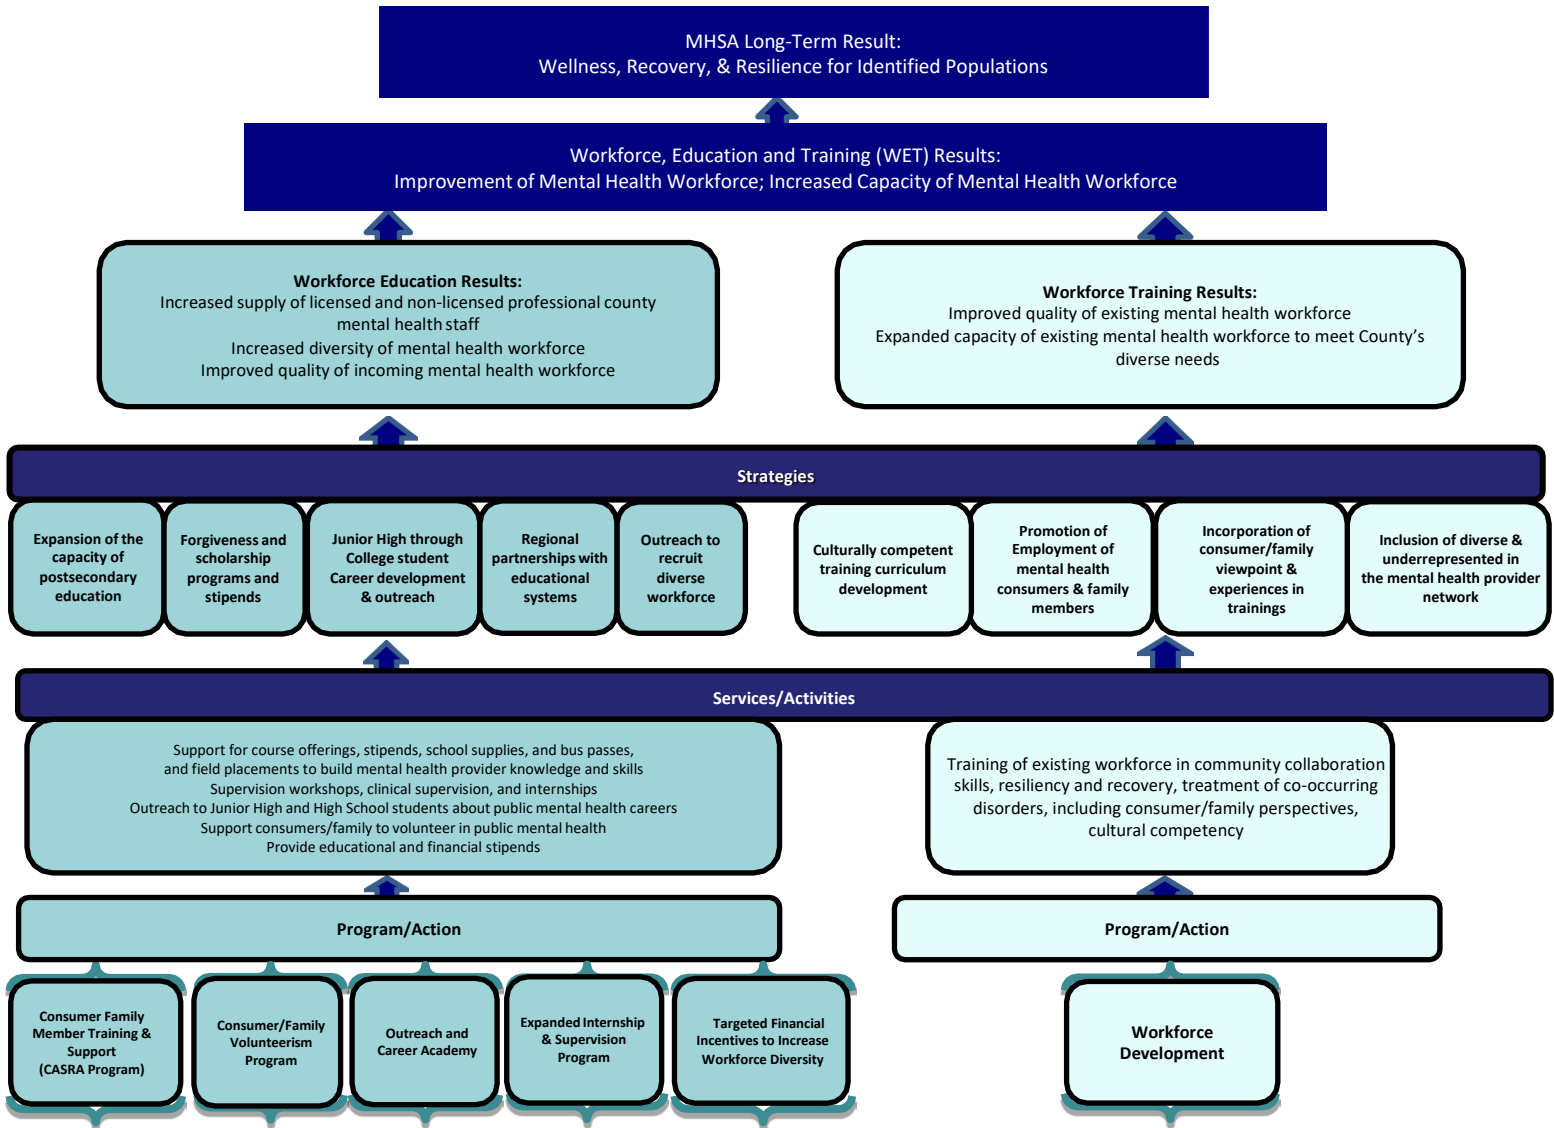 MHSA Long-Term Result:
Wellness, Recovery, & Resilience for Identified Populations
Workforce, Education and Training (WET) Results:
Improvement of Mental Health Workforce; Increased Capacity of Mental Health Workforce
Workforce Education Results:
Increased supply of licensed and non-licensed professional county
mental health staff
Increased diversity of mental health workforce
Improved quality of incoming mental health workforce
Workforce Training Results:
Improved quality of existing mental health workforce
Expanded capacity of existing mental health workforce to meet County’s
diverse needs
Strategies
Expansion of the
capacity of
postsecondary
education
Forgiveness and
scholarship
programs and
stipends
Junior High through
College student
Career development
& outreach
Regional
partnerships with
educational
systems
Outreach to
recruit
diverse
workforce
Culturally competent
training curriculum
development
Promotion of
Employment of
mental health
consumers & family
members
Incorporation of
consumer/family
viewpoint &
experiences in
trainings
Inclusion of diverse &
underrepresented in
the mental health provider
network
Services/Activities
Support for course offerings, stipends, school supplies, and bus passes,
and field placements to build mental health provider knowledge and skills
Supervision workshops, clinical supervision, and internships
Outreach to Junior High and High School students about public mental health careers
Support consumers/family to volunteer in public mental health
Provide educational and financial stipends
Training of existing workforce in community collaboration
skills, resiliency and recovery, treatment of co-occurring
disorders, including consumer/family perspectives,
cultural competency
Program/Action
Program/Action
Consumer Family
Member Training &
Support
(CASRA Program)
Consumer/Family
Volunteerism
Program
Outreach and
Career Academy
Expanded Internship
& Supervision
Program
Targeted Financial
Incentives to Increase
Workforce Diversity
Workforce
Development